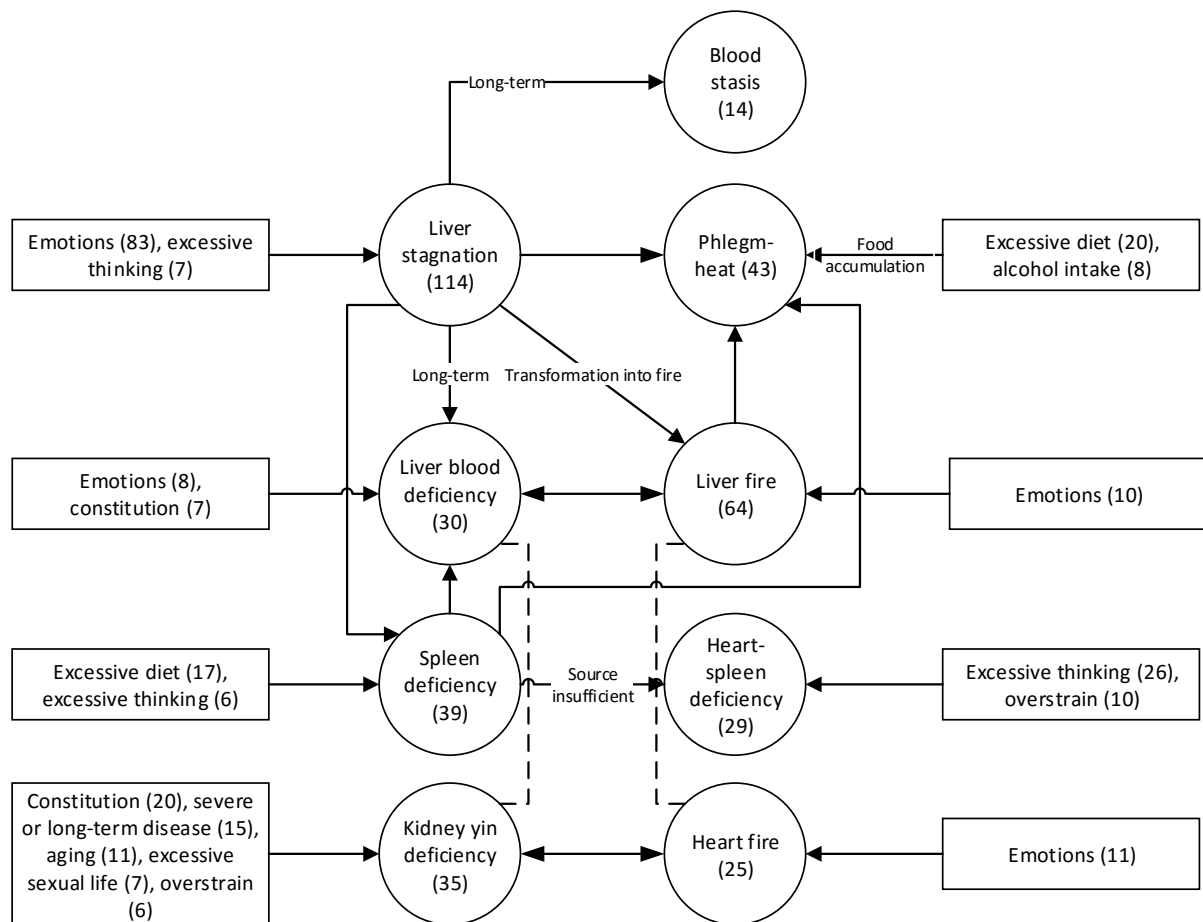 Blood
stasis
(14)
Long-term
Emotions (83), excessive
thinking (7)
Liver
stagnation
(114)
Phlegm-
heat (43)
Food
accumulation
Excessive diet (20),
alcohol intake (8)
Long-term
Transformation into fire
Emotions (8),
constitution (7)
Liver blood
deficiency
(30)
Liver fire
(64)
Emotions (10)
Excessive diet (17),
excessive thinking (6)
Spleen
deficiency
(39)
Source
insufficient
Heart-
spleen
deficiency
(29)
Excessive thinking (26),
overstrain (10)
Constitution (20), severe
or long-term disease (15),
aging (11), excessive
sexual life (7), overstrain
(6)
Kidney yin
deficiency
(35)
Heart fire
(25)
Emotions (11)